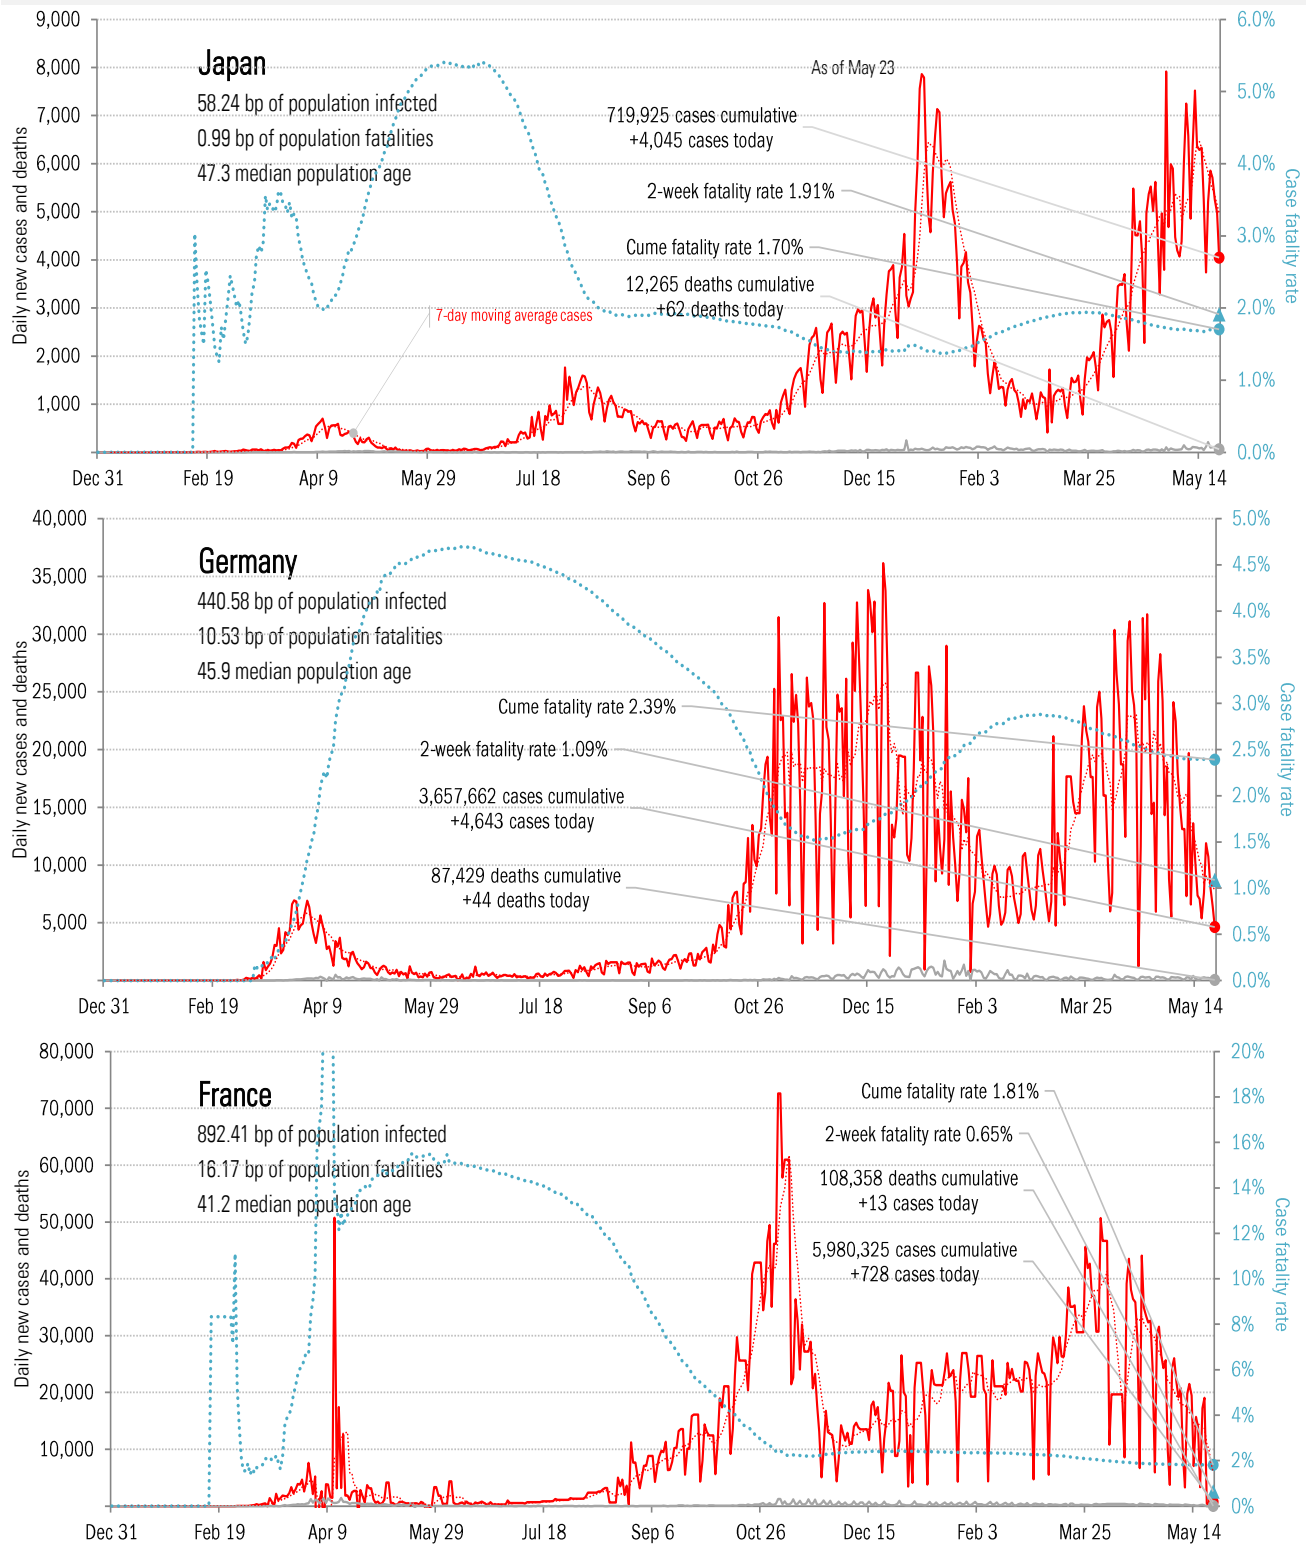 9,000
8,000
7,000
6,000
5,000
4,000
3,000
2,000
1,000
Daily new cases and deaths
Japan
58.24 bp of population infected
0.99 bp of population fatalities
47.3 median population age
As of May 23
719,925 cases cumulative
+4,045 cases today
2-week fatality rate 1.91%
Cume fatality rate 1.70%
12,265 deaths cumulative
+62 deaths today
7-day moving average cases
6.0%
5.0%
4.0%
3.0%
2.0%
1.0%
0.0%
Case fatality rate
Dec 31 Feb 19 Apr 9 May 29 Jul 18 Sep 6 Oct 26 Dec 15 Feb 3 Mar 25 May 14
40,000
35,000
30,000
25,000
20,000
15,000
10,000
5,000
Daily new cases and deaths
Germany
440.58 bp of population infected
10.53 bp of population fatalities
45.9 median population age
Cume fatality rate 2.39%
2-week fatality rate 1.09%
3,657,662 cases cumulative
+4,643 cases today
87,429 deaths cumulative
+44 deaths today
5.0%
4.5%
4.0%
3.5%
3.0%
2.5%
2.0%
1.5%
1.0%
0.5%
0.0%
Case fatality rate
Dec 31 Feb 19 Apr 9 May 29 Jul 18 Sep 6 Oct 26 Dec 15 Feb 3 Mar 25 May 14
80,000
70,000
60,000
50,000
40,000
30,000
20,000
10,000
Daily new cases and deaths
France
892.41 bp of population infected
16.17 bp of population fatalities
41.2 median population age
Cume fatality rate 1.81%
2-week fatality rate 0.65%
108,358 deaths cumulative
+13 cases today
5,980,325 cases cumulative
+728 cases today
20%
18%
16%
14%
12%
10%
8%
6%
4%
2%
0%
Case fatality rate
Dec 31 Feb 19 Apr 9 May 29 Jul 18 Sep 6 Oct 26 Dec 15 Feb 3 Mar 25 May 14